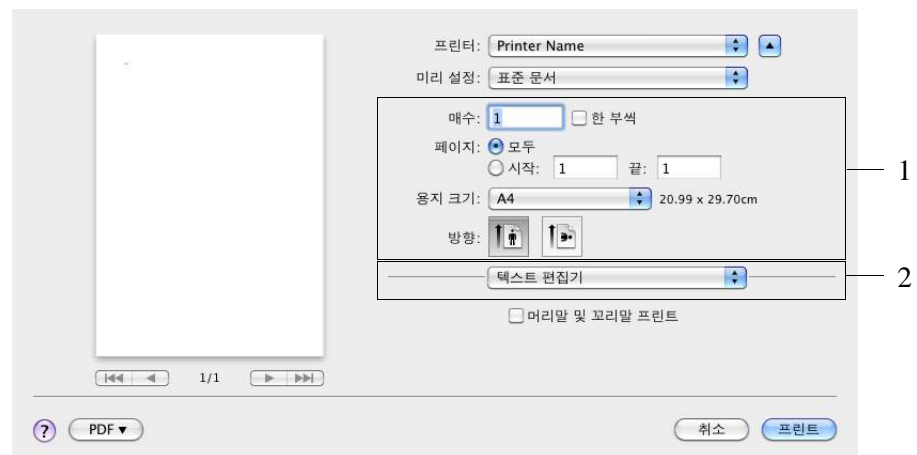 프린터: Printer Name
미리 설정: 표준 문서
매수: 1 한 부씩
페이지: 모두
시작: 1 끝: 1
용지 크기: A4 20.99 x 29.70cm
방향:
1
텍스트 편집기
2
머리말 및 꼬리말 프린트
1/1
? PDF ▼ 취소 프린트